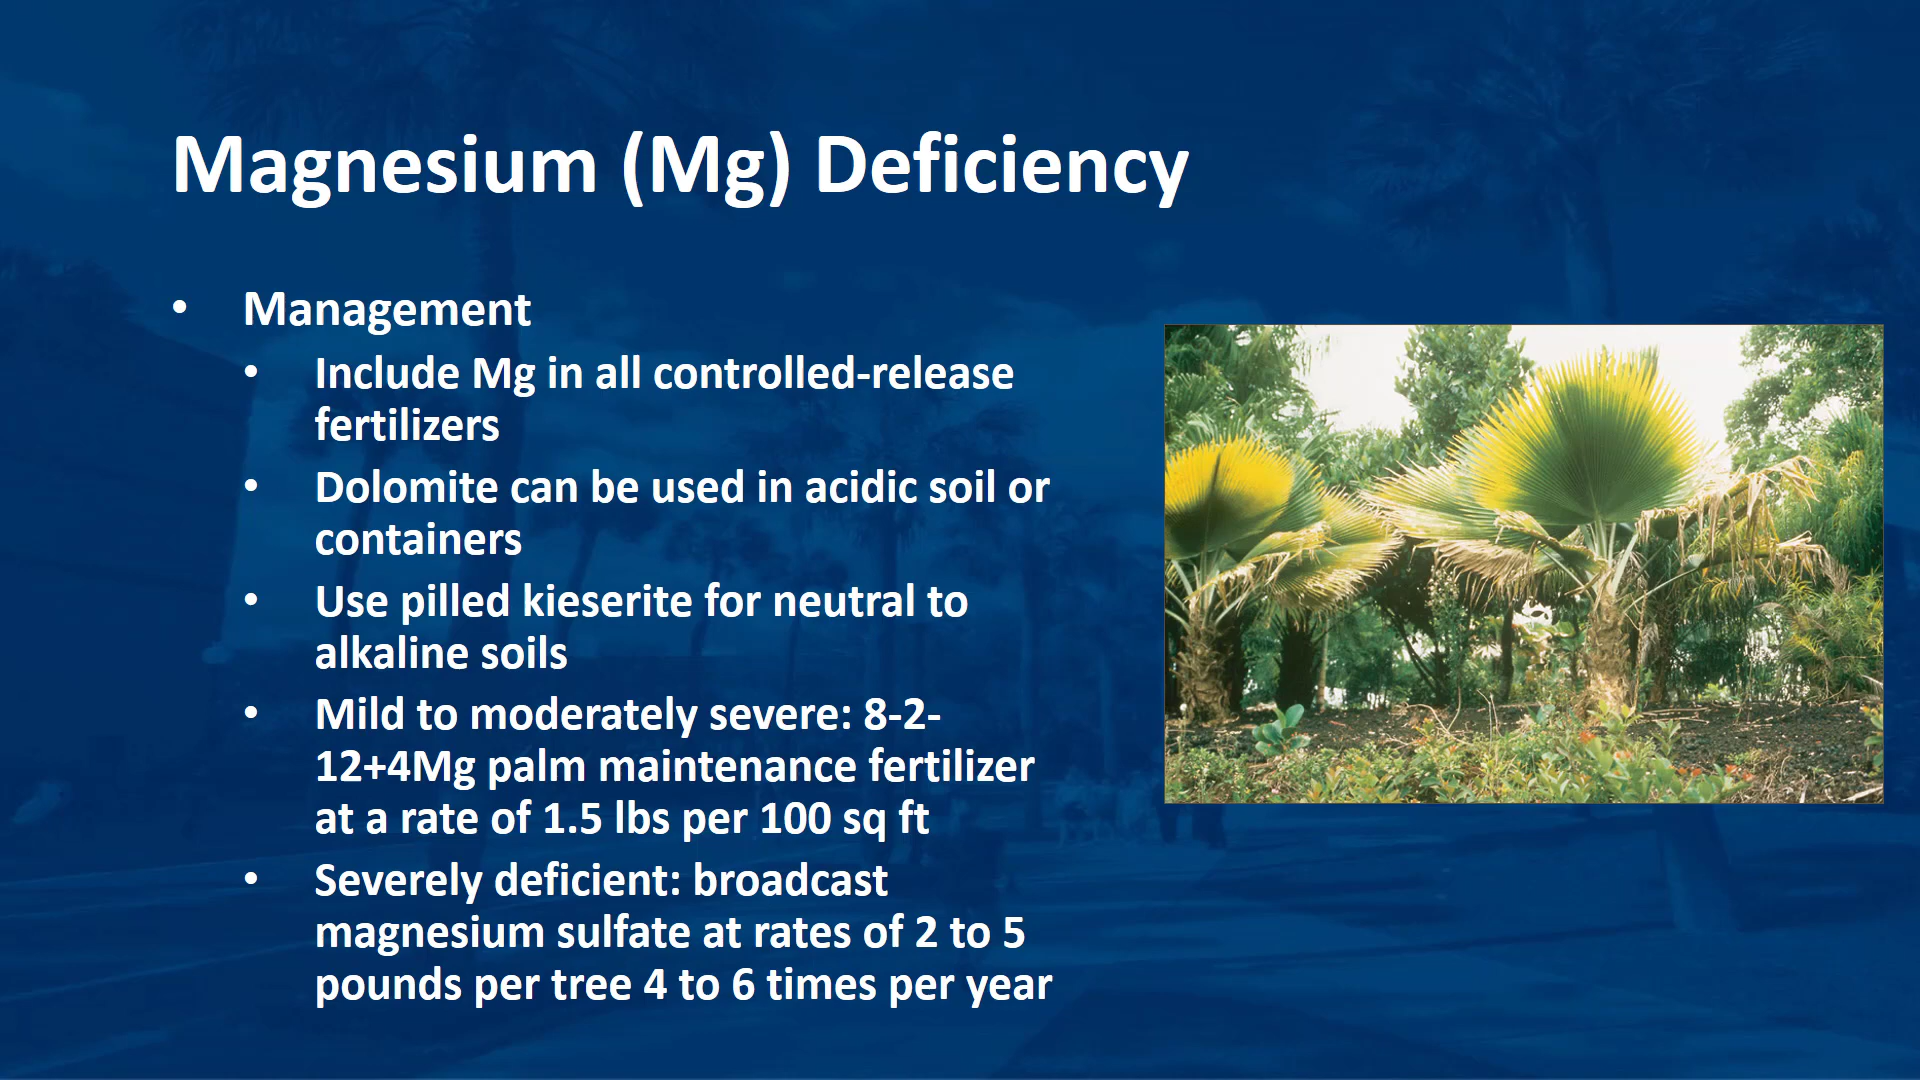 Magnesium (Mg) Deficiency
• Management
• Include Mg in all controlled-release
fertilizers
• Dolomite can be used in acidic soil or
containers
• Use pilled kieserite for neutral to
alkaline soils
• Mild to moderately severe: 8-2-
12+4Mg palm maintenance fertilizer
at a rate of 1.5 lbs per 100 sq ft
• Severely deficient: broadcast
magnesium sulfate at rates of 2 to 5
pounds per tree 4 to 6 times per year